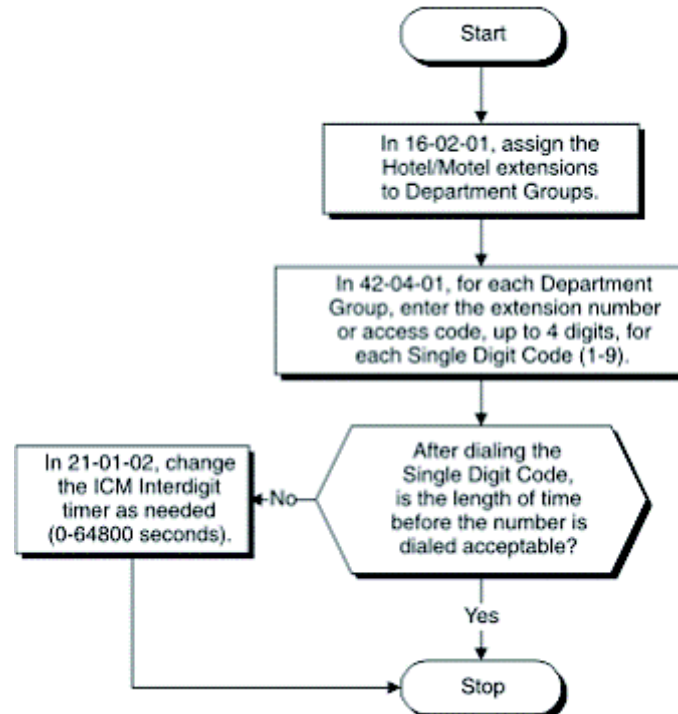 Start
In 16-02-01, assign the
Hotel/Motel extensions
to Department Groups.
In 42-04-01, for each Department
Group, enter the extension number
or access code, up to 4 digits, for
each Single Digit Code (1-9).
After dialing the
Single Digit Code,
is the length of time
before the number is
dialed acceptable?
No
In 21-01-02, change
the ICM Interdigit
timer as needed
(0-64800 seconds).
Yes
Stop